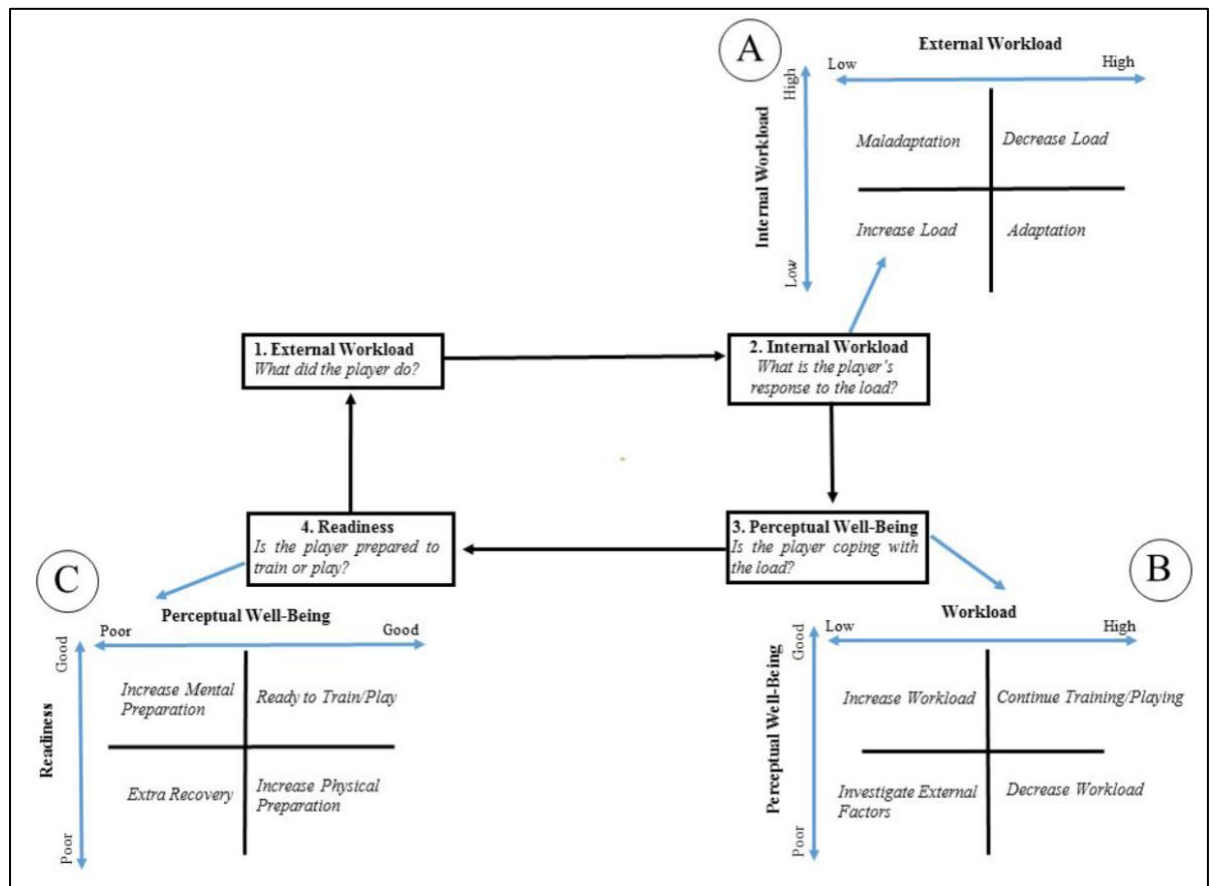 A
External Workload
Low
High
Internal Workload
High
Low
Maladaptation
Decrease Load
Increase Load
Adaptation
1. External Workload
What did the player do?
2. Internal Workload
What is the player's
response to the load?
4. Readiness
Is the player prepared to
train or play?
3. Perceptual Well-Being
Is the player coping with
the load?
C
Perceptual Well-Being
Poor
Good
Readiness
Good
Poor
Increase Mental
Preparation
Ready to Train/Play
Extra Recovery
Increase Physical
Preparation
B
Workload
Low
High
Perceptual Well-Being
Good
Poor
Increase Workload
Continue Training/Playing
Investigate External
Factors
Decrease Workload